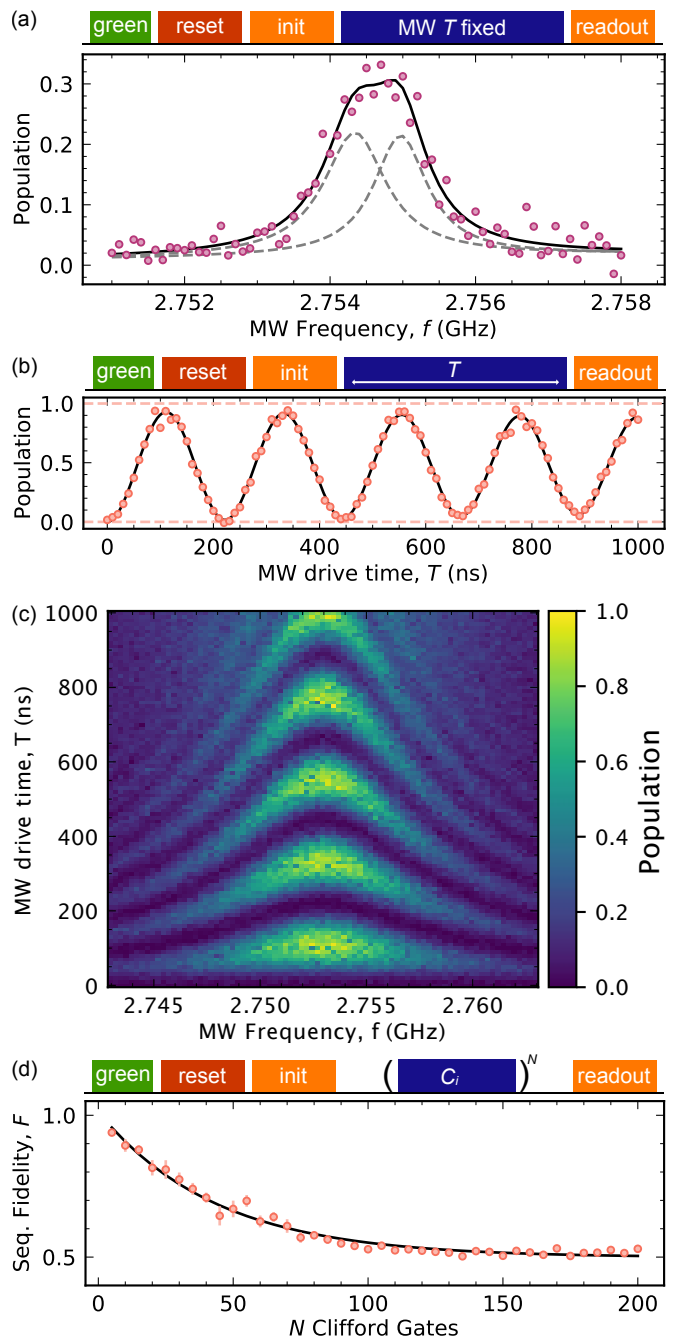 (a) green reset init MW T fixed readout
0.3
0.2
0.1
0.0
Population
2.752 2.754 2.756 2.758
MW Frequency, f (GHz)
(b) green reset init T readout
1.0
0.5
0.0
Population
0 200 400 600 800 1000
MW drive time, T (ns)
(c)
1000
800
600
400
200
0
MW drive time, T (ns)
2.745 2.750 2.755 2.760
MW Frequency, f (GHz)
1.0
0.8
0.6
0.4
0.2
0.0
Population
(d) green reset init (Ci)N readout
1.0
0.5
Seq. Fidelity, F
0 50 100 150 200
N Clifford Gates